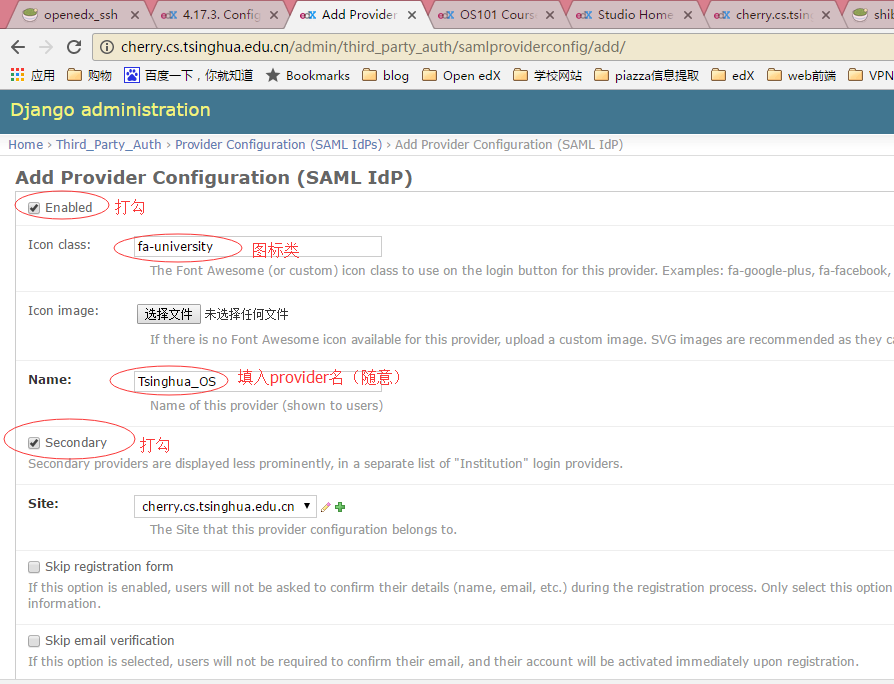 openedx_ssh
4.17.3. Config
Add Provider
OS101 Cours
Studio Home
cherry.cs.tsin
shib
cherry.cs.tsinghua.edu.cn/admin/third_party_auth/samlproviderconfig/add/
应用 购物 百度一下，你就知道 Bookmarks blog Open edX 学校网站 piazza信息提取 edX web前端 VPN
Django administration
Home › Third_Party_Auth › Provider Configuration (SAML IdPs) › Add Provider Configuration (SAML IdP)
Add Provider Configuration (SAML IdP)
Enabled 打勾
Icon class: fa-university 图标类
The Font Awesome (or custom) icon class to use on the login button for this provider. Examples: fa-google-plus, fa-facebook,
Icon image: 选择文件 未选择任何文件
If there is no Font Awesome icon available for this provider, upload a custom image. SVG images are recommended as they ca
Name: Tsinghua_OS 填入provider名（随意）
Name of this provider (shown to users)
Secondary 打勾
Secondary providers are displayed less prominently, in a separate list of "Institution" login providers.
Site: cherry.cs.tsinghua.edu.cn
The Site that this provider configuration belongs to.
Skip registration form
If this option is enabled, users will not be asked to confirm their details (name, email, etc.) during the registration process. Only select this option
information.
Skip email verification
If this option is selected, users will not be required to confirm their email, and their account will be activated immediately upon registration.